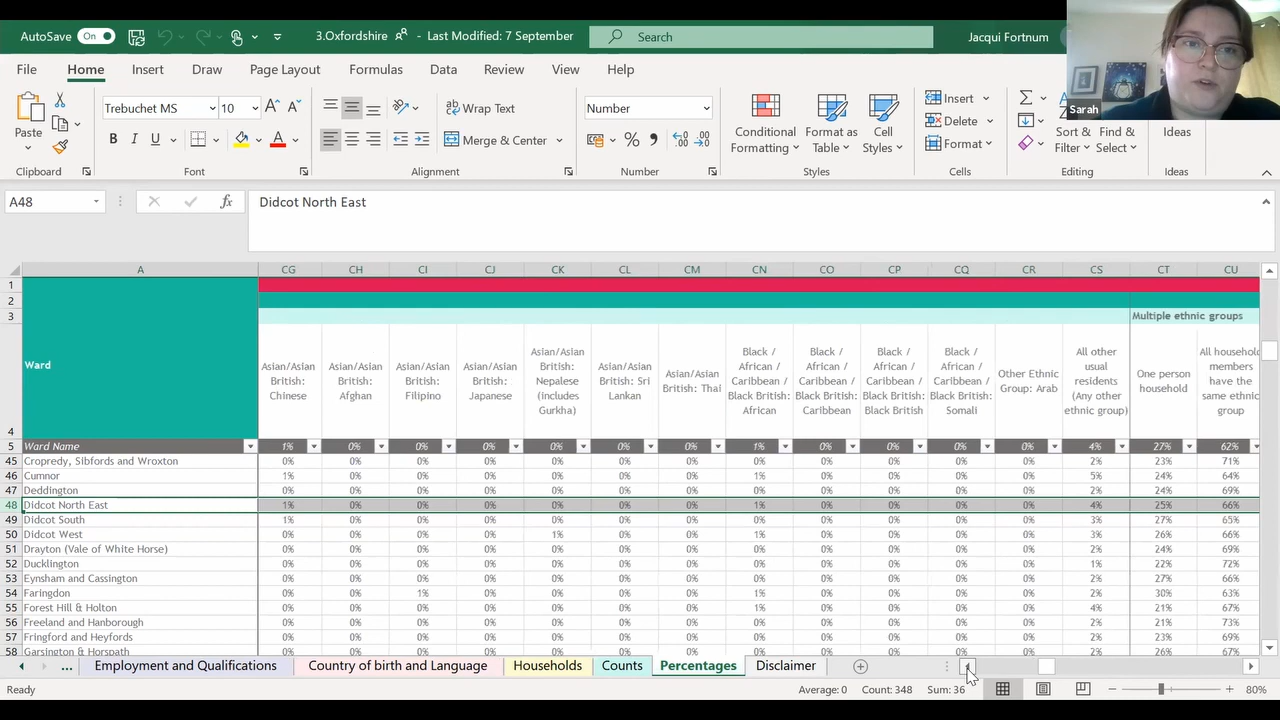 AutoSave On 3.Oxfordshire - Last Modified: 7 September Search Jacqui Fortnum
File Home Insert Draw Page Layout Formulas Data Review View Help
Sarah
Paste
Trebuchet MS 10 A A
B I U A
Wrap Text
Merge & Center
Number
% ,
Conditional Formatting
Format as Table
Cell Styles
Insert
Delete
Format
Sort & Filter
Find & Select
Ideas
Clipboard Font Alignment Number Styles Cells Editing Ideas
A48 fx Didcot North East
A CG CH CI CJ CK CL CM CN CO CP CQ CR CS CT CU
1
2
3 Multiple ethnic groups
4 Ward
Asian/Asian British: Chinese
Asian/Asian British: Afghan
Asian/Asian British: Filipino
Asian/Asian British: Japanese
Asian/Asian British: Nepalese (includes Gurkha)
Asian/Asian British: Sri Lankan
Asian/Asian British: Thai
Black / African / Caribbean / Black British: African
Black / African / Caribbean / Black British: Caribbean
Black / African / Caribbean / Black British: Black British
Black / African / Caribbean / Black British: Somali
Other Ethnic Group: Arab
All other usual residents (Any other ethnic group)
One person household
All household members have the same ethnic group
5 Ward Name 1% 0% 0% 0% 0% 0% 0% 1% 0% 0% 0% 0% 4% 27% 62%
45 Cropredy, Sibfords and Wroxton 0% 0% 0% 0% 0% 0% 0% 0% 0% 0% 0% 0% 2% 23% 71%
46 Cumnor 1% 0% 0% 0% 0% 0% 0% 1% 0% 0% 0% 0% 5% 24% 64%
47 Deddington 0% 0% 0% 0% 0% 0% 0% 0% 0% 0% 0% 0% 2% 24% 69%
48 Didcot North East 1% 0% 0% 0% 0% 0% 0% 1% 0% 0% 0% 0% 4% 25% 66%
49 Didcot South 1% 0% 0% 0% 0% 0% 0% 0% 0% 0% 0% 0% 3% 27% 65%
50 Didcot West 0% 0% 0% 0% 1% 0% 0% 1% 0% 0% 0% 0% 2% 26% 66%
51 Drayton (Vale of White Horse) 0% 0% 0% 0% 0% 0% 0% 0% 0% 0% 0% 0% 2% 24% 69%
52 Ducklington 0% 0% 0% 0% 0% 0% 0% 0% 0% 0% 0% 0% 1% 22% 72%
53 Eynsham and Cassington 0% 0% 0% 0% 0% 0% 0% 0% 0% 0% 0% 0% 2% 27% 66%
54 Faringdon 0% 0% 1% 0% 0% 0% 0% 1% 0% 0% 0% 0% 2% 30% 63%
55 Forest Hill & Holton 0% 0% 0% 0% 0% 0% 0% 1% 0% 0% 0% 0% 4% 21% 67%
56 Freeland and Hanborough 0% 0% 0% 0% 0% 0% 0% 0% 0% 0% 0% 0% 2% 21% 73%
57 Fringford and Heyfords 0% 0% 0% 0% 0% 0% 0% 0% 0% 0% 0% 0% 2% 23% 69%
58 Garsington & Horspath 0% 0% 0% 0% 0% 0% 0% 0% 0% 0% 0% 0% 2% 26% 67%
... Employment and Qualifications Country of birth and Language Households Counts Percentages Disclaimer
Ready Average: 0 Count: 348 Sum: 36 80%